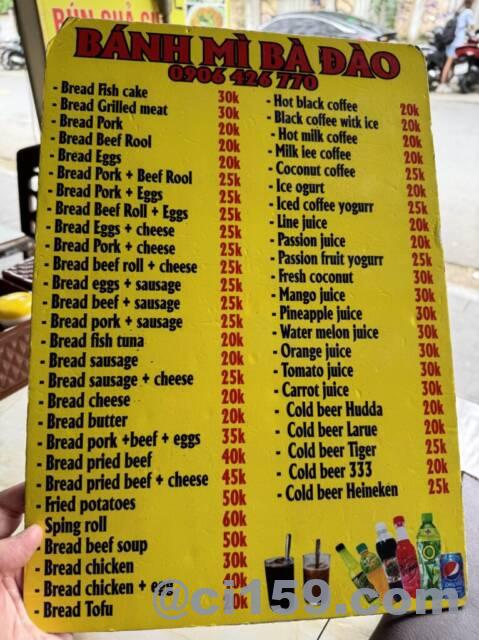 BÚN CHẢ
BÁNH MÌ BÀ ĐÀO
0906 426 770
- Bread Fish cake 30k
- Bread Grilled meat 30k
- Bread Pork 20k
- Bread Beef Rool 20k
- Bread Eggs 20k
- Bread Pork + Beef Rool 25k
- Bread Pork + Eggs 25k
- Bread Beef Roll + Eggs 25k
- Bread Eggs + cheese 25k
- Bread Pork + cheese 25k
- Bread beef roll + cheese 25k
- Bread eggs + sausage 25k
- Bread beef + sausage 25k
- Bread pork + sausage 25k
- Bread fish tuna 20k
- Bread sausage 20k
- Bread sausage + cheese 25k
- Bread cheese 20k
- Bread butter 20k
- Bread pork +beef + eggs 35k
- Bread pried beef 40k
- Bread pried beef + cheese 45k
- Fried potatoes 50k
- Sping roll 60k
- Bread beef soup 50k
- Bread chicken 30k
- Bread chicken + egg
- Bread Tofu
- Hot black coffee 20k
- Black coffee witk ice 20k
- Hot milk coffee 20k
- Milk iee coffee 20k
- Coconut coffee 25k
- Ice ogurt 20k
- Iced coffee yogurr 25k
- Line juice 20k
- Passion juice 20k
- Passion fruit yogurr 25k
- Fresh coconut 30k
- Mango juice 30k
- Pineapple juice 30k
- Water melon juice 30k
- Orange juice 30k
- Tomato juice 30k
- Carrot juice 30k
- Cold beer Hudda 20k
- Cold beer Larue 20k
- Cold beer Tiger 25k
- Cold beer 333 20k
- Cold beer Heineken 25k
@ci159.com